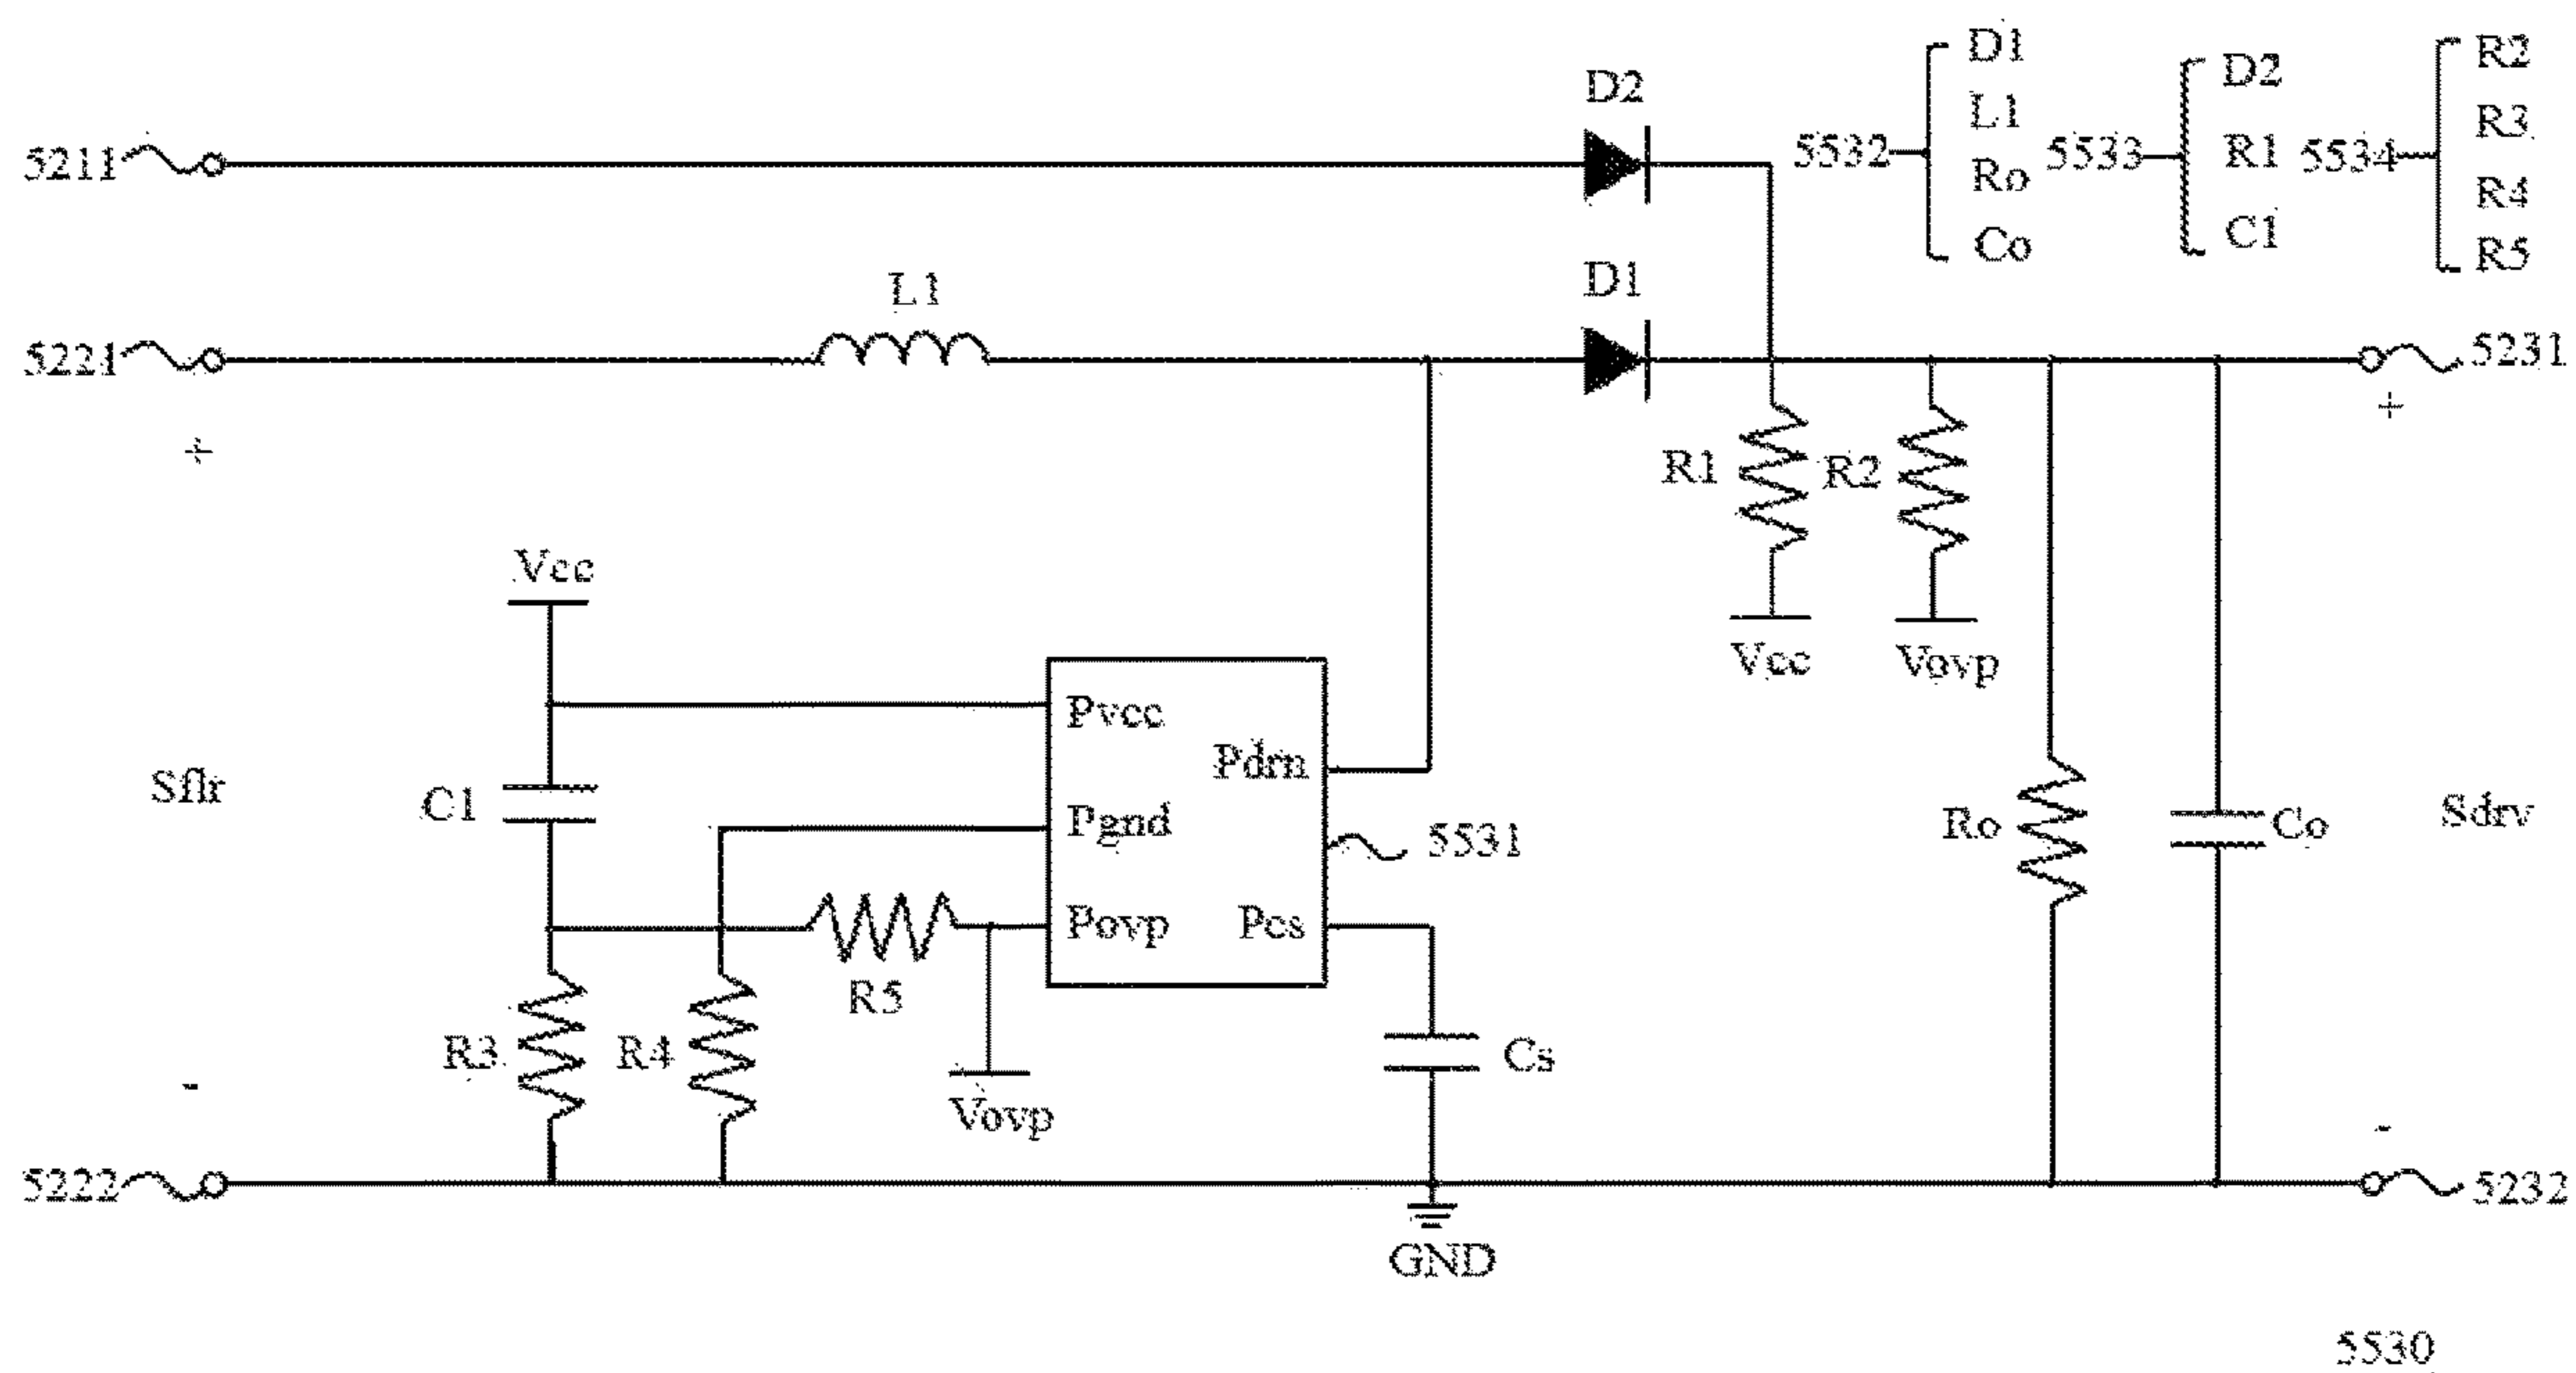 D1
L1
Ro
Co
5532
D2
R1
C1
5533
R2
R3
R4
R5
5534
D2
5211
D1
L1
5221
5231
+
+
R1
R2
Vcc
Vcc
Vovp
Pvcc
Pdrn
Sflr
C1
Pgnd
5531
Ro
Co
Sdrv
Povp
Pcs
R5
R3
R4
Cs
-
Vovp
-
5222
5232
GND
5530